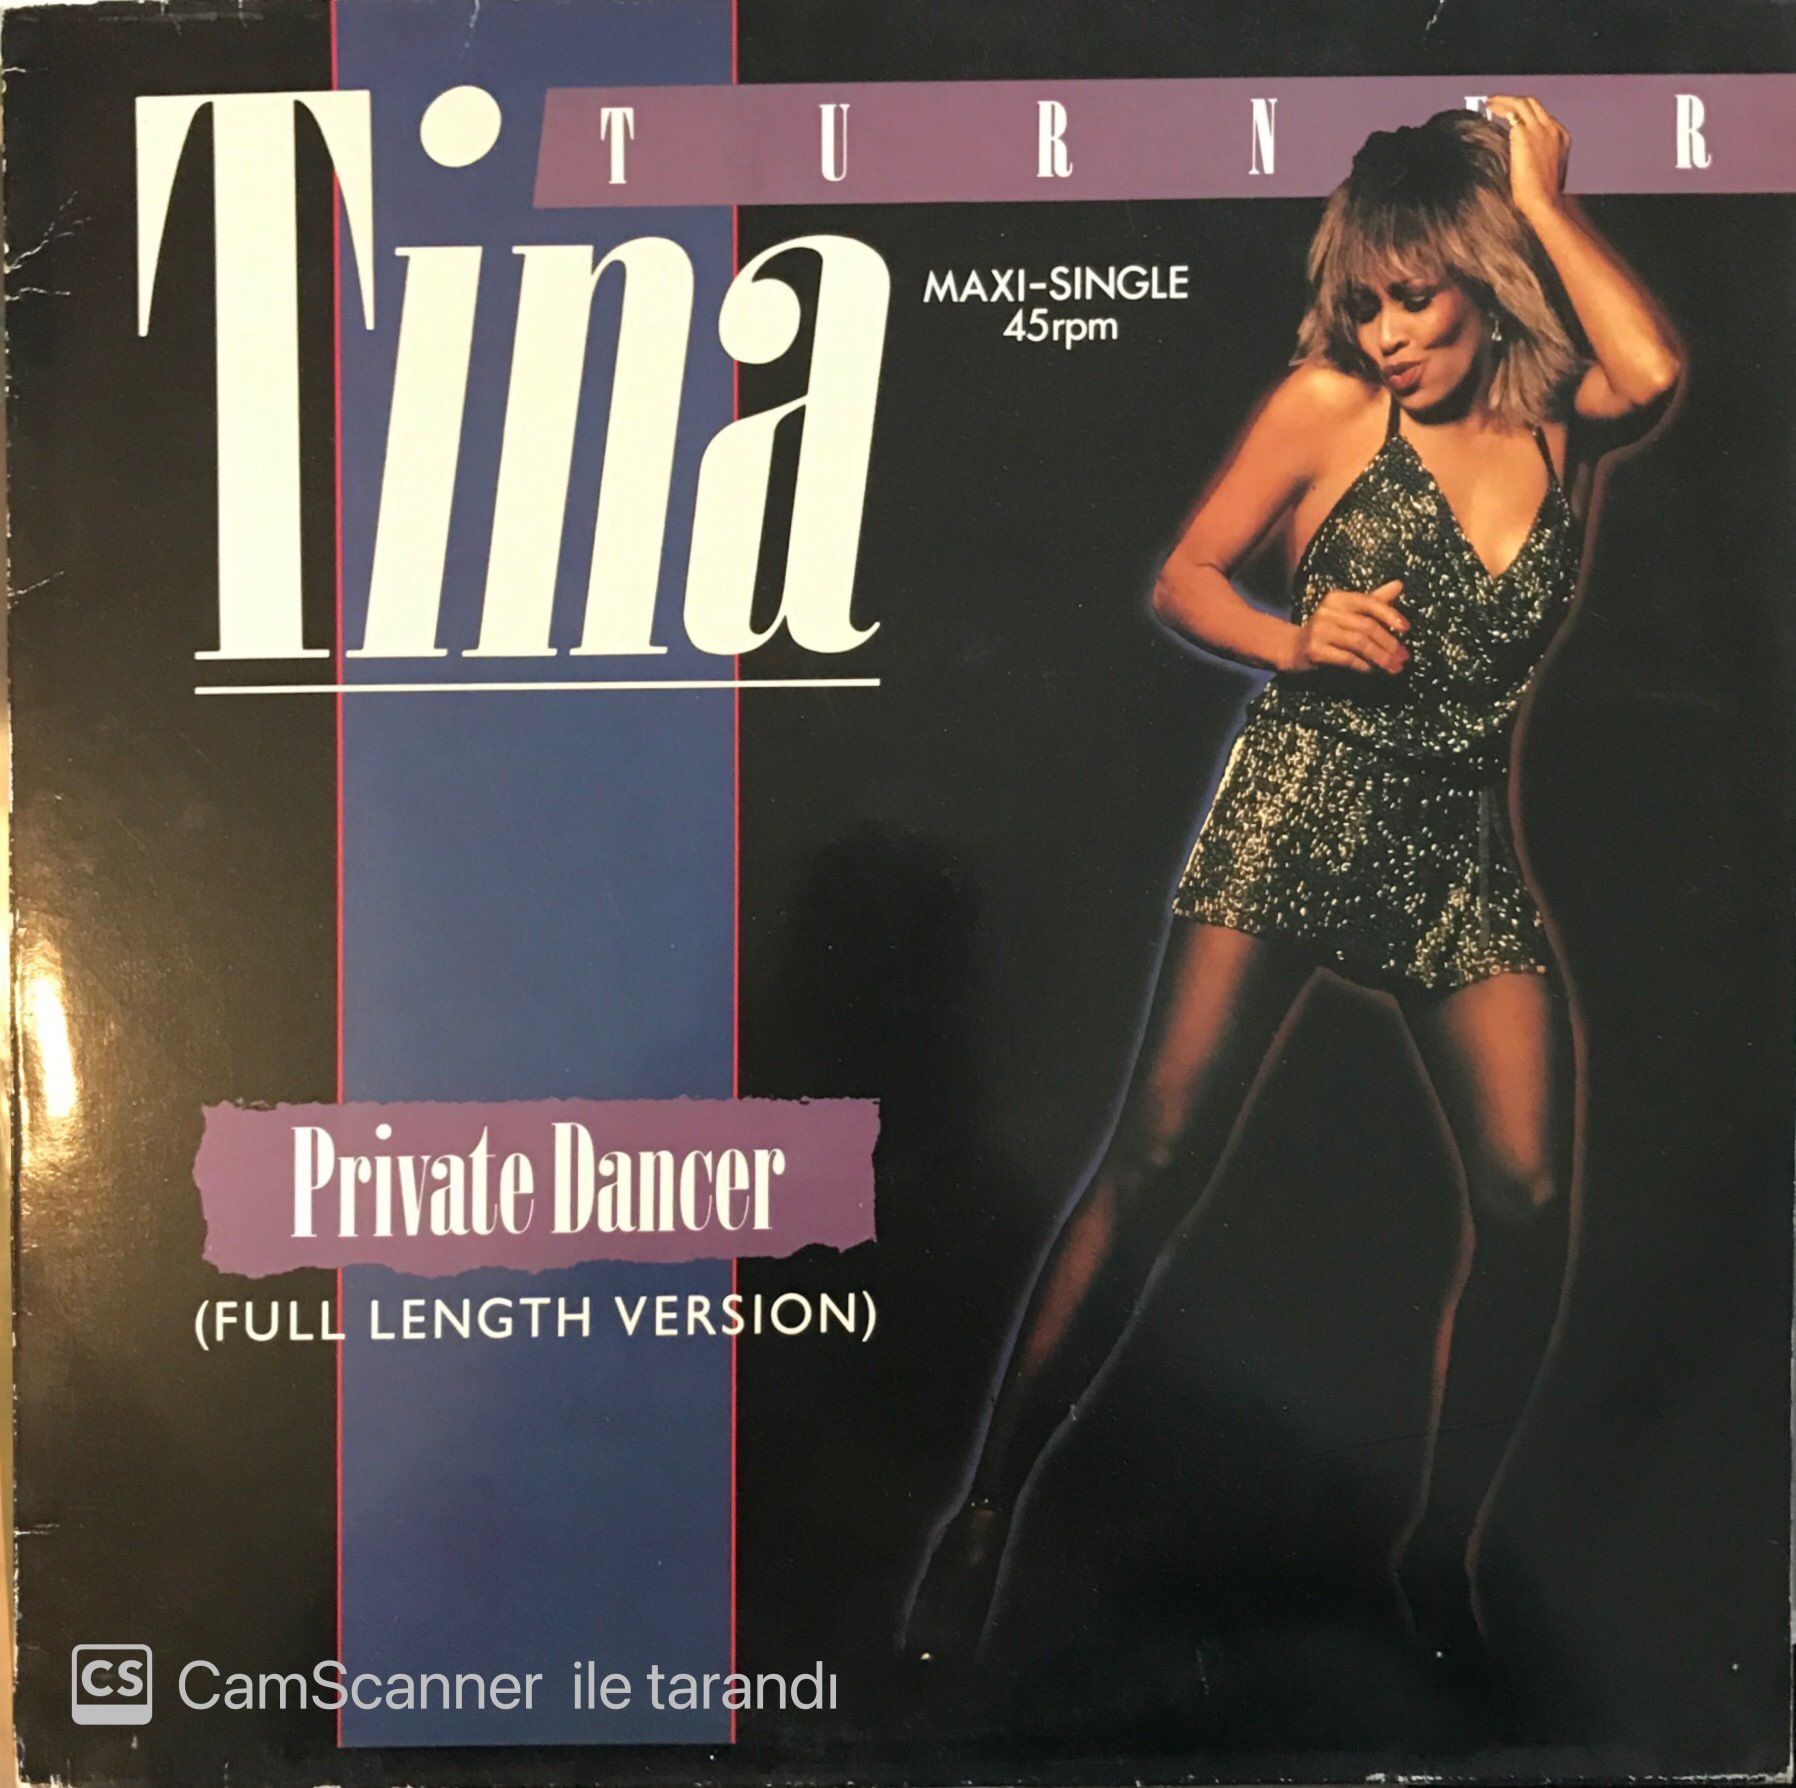 Tina TURNER
MAXI-SINGLE
45rpm
Private Dancer
(FULL LENGTH VERSION)
CS CamScanner ile tarandı